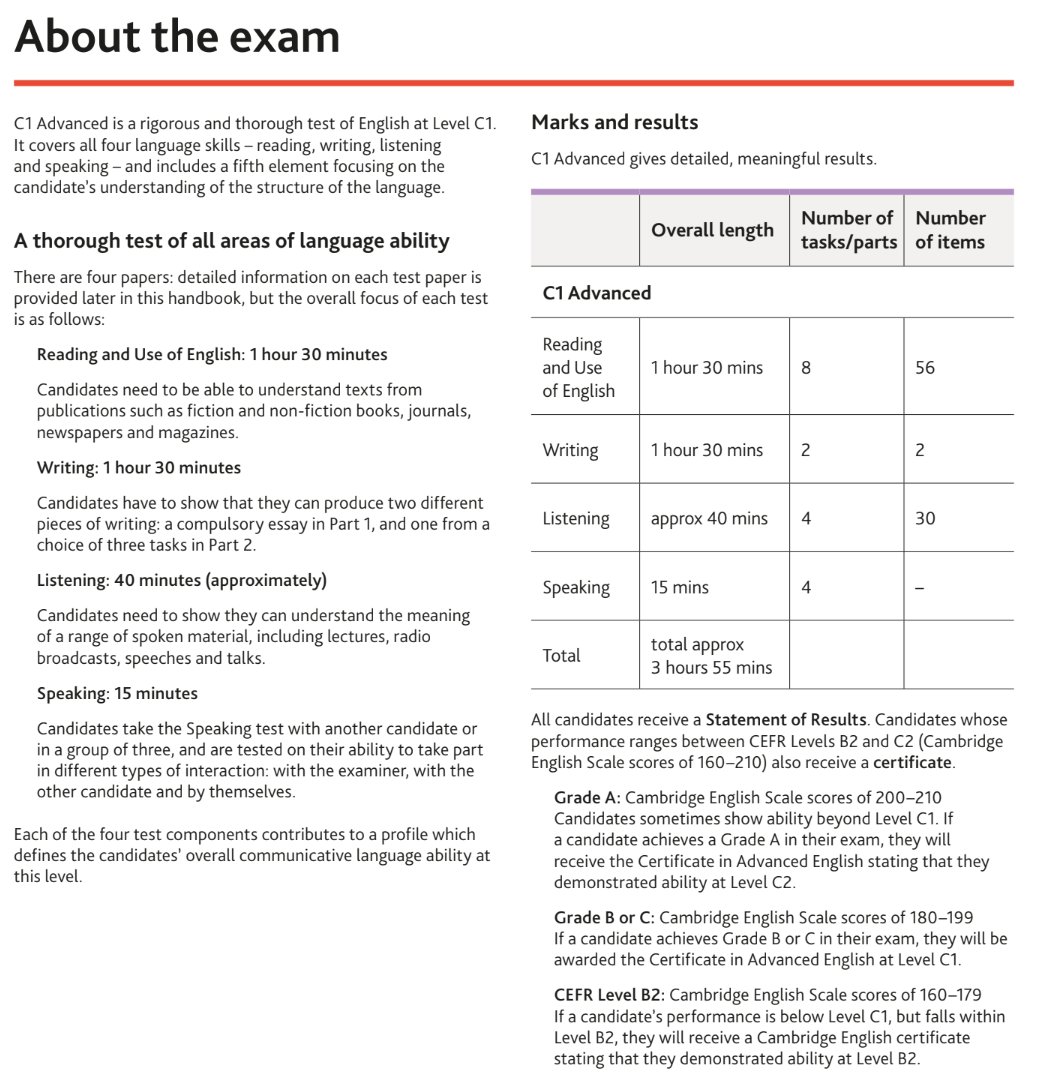 About the exam
C1 Advanced is a rigorous and thorough test of English at Level C1.
It covers all four language skills – reading, writing, listening
and speaking – and includes a fifth element focusing on the
candidate's understanding of the structure of the language.
A thorough test of all areas of language ability
There are four papers: detailed information on each test paper is
provided later in this handbook, but the overall focus of each test
is as follows:
Reading and Use of English: 1 hour 30 minutes
Candidates need to be able to understand texts from
publications such as fiction and non-fiction books, journals,
newspapers and magazines.
Writing: 1 hour 30 minutes
Candidates have to show that they can produce two different
pieces of writing: a compulsory essay in Part 1, and one from a
choice of three tasks in Part 2.
Listening: 40 minutes (approximately)
Candidates need to show they can understand the meaning
of a range of spoken material, including lectures, radio
broadcasts, speeches and talks.
Speaking: 15 minutes
Candidates take the Speaking test with another candidate or
in a group of three, and are tested on their ability to take part
in different types of interaction: with the examiner, with the
other candidate and by themselves.
Each of the four test components contributes to a profile which
defines the candidates' overall communicative language ability at
this level.
Marks and results
C1 Advanced gives detailed, meaningful results.
Overall length
Number of
tasks/parts
Number
of items
C1 Advanced
Reading
and Use
of English
1 hour 30 mins
8
56
Writing
1 hour 30 mins
2
2
Listening
approx 40 mins
4
30
Speaking
15 mins
4
–
Total
total approx
3 hours 55 mins
All candidates receive a Statement of Results. Candidates whose
performance ranges between CEFR Levels B2 and C2 (Cambridge
English Scale scores of 160–210) also receive a certificate.
Grade A: Cambridge English Scale scores of 200–210
Candidates sometimes show ability beyond Level C1. If
a candidate achieves a Grade A in their exam, they will
receive the Certificate in Advanced English stating that they
demonstrated ability at Level C2.
Grade B or C: Cambridge English Scale scores of 180–199
If a candidate achieves Grade B or C in their exam, they will be
awarded the Certificate in Advanced English at Level C1.
CEFR Level B2: Cambridge English Scale scores of 160–179
If a candidate's performance is below Level C1, but falls within
Level B2, they will receive a Cambridge English certificate
stating that they demonstrated ability at Level B2.